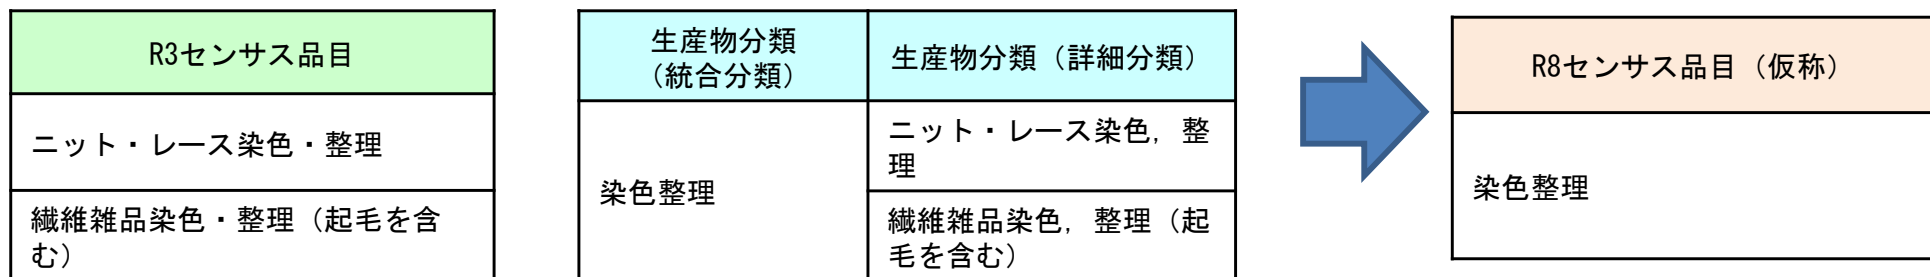 R3センサス品目
ニット・レース染色・整理
繊維雑品染色・整理（起毛を含
む）
生産物分類
（統合分類）
生産物分類（詳細分類）
染色整理
ニット・レース染色，整
理
繊維雑品染色，整理（起
毛を含む）
R8センサス品目（仮称）
染色整理